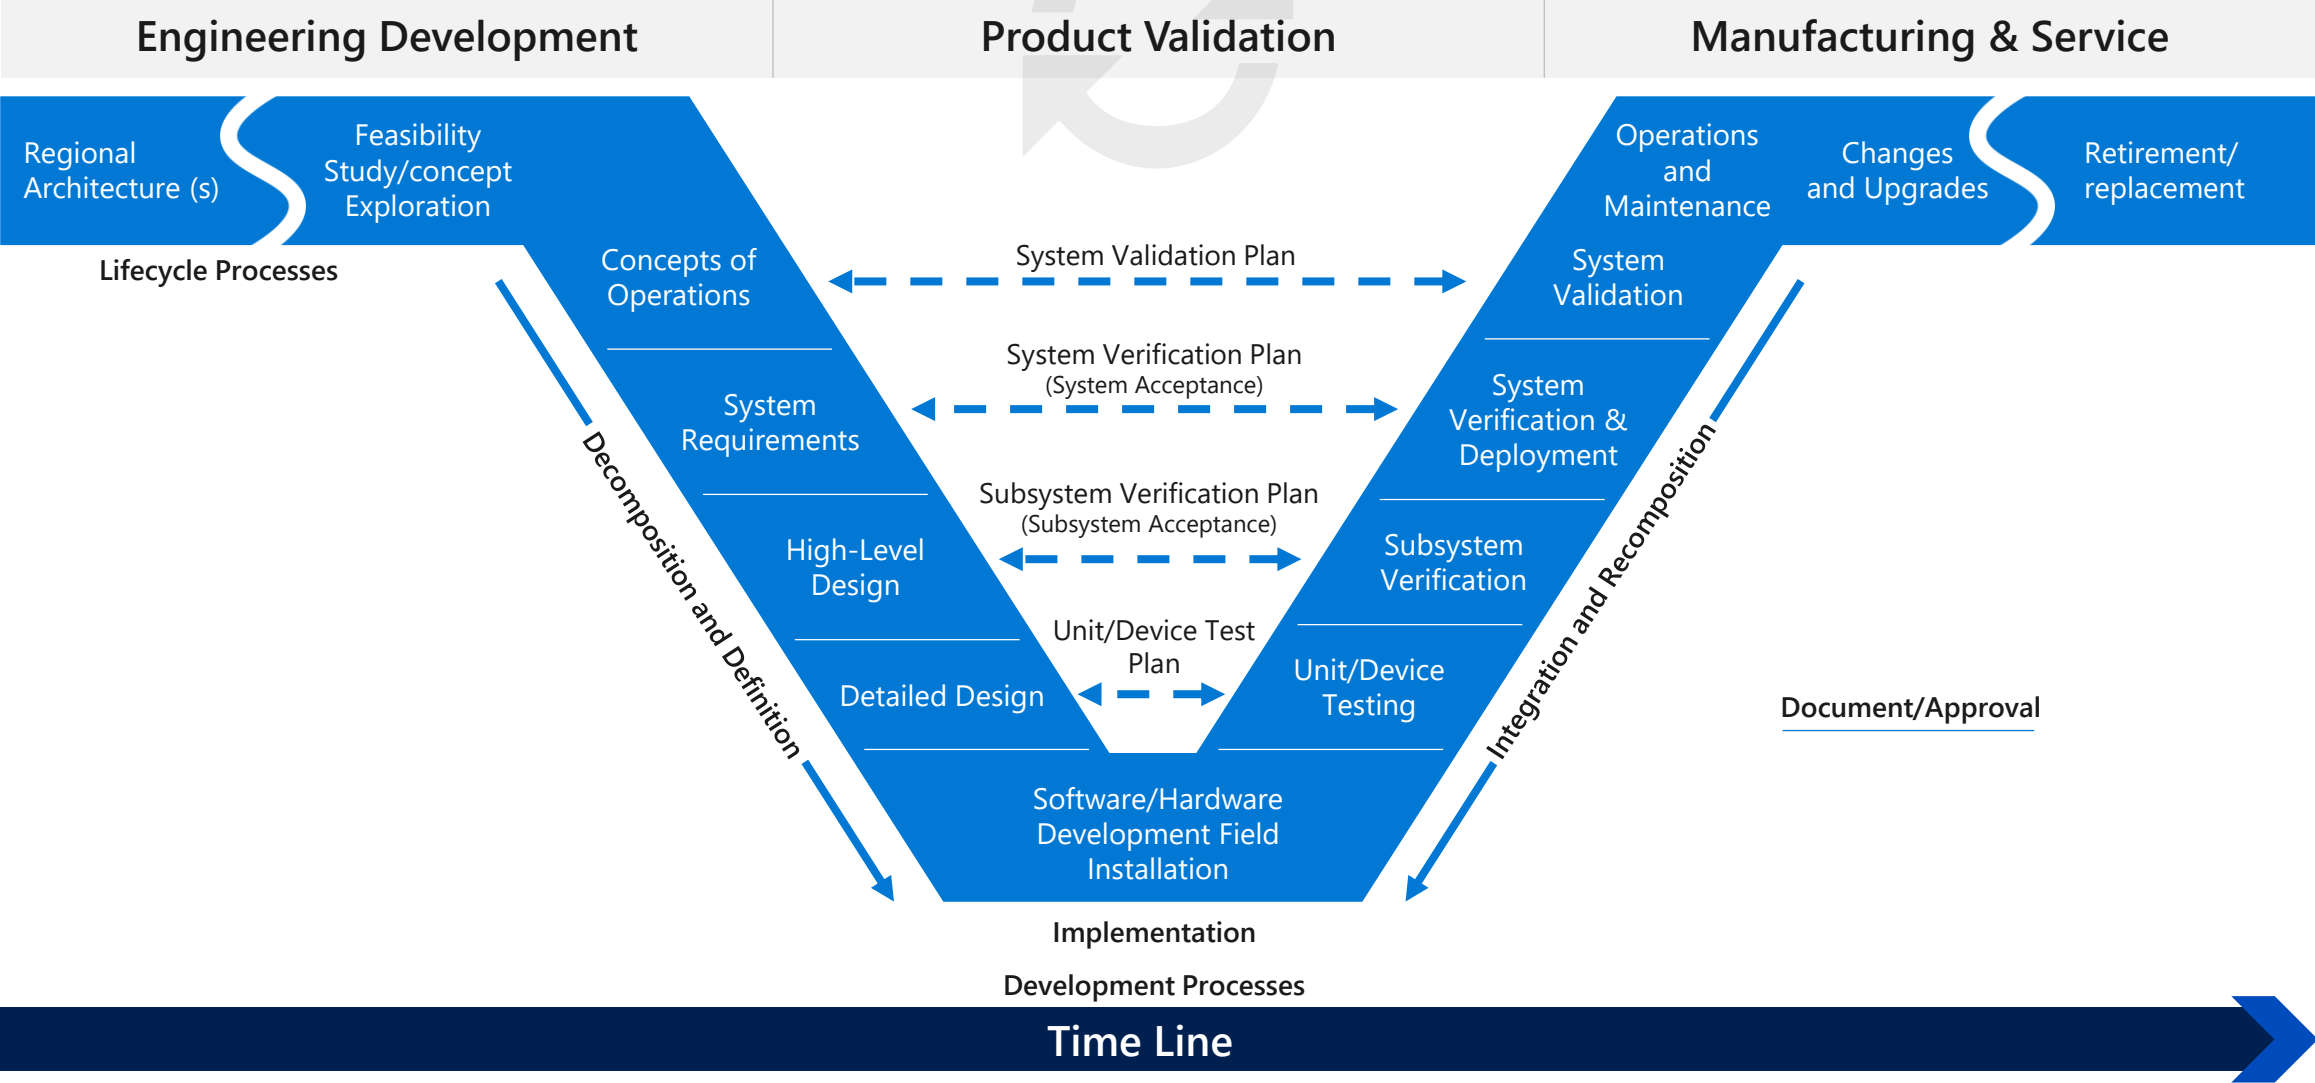 Engineering Development
Product Validation
Manufacturing & Service
Regional
Architecture (s)
Feasibility
Study/concept
Exploration
Operations
and
Maintenance
Changes
and Upgrades
Retirement/
replacement
Lifecycle Processes
Concepts of
Operations
System Validation Plan
System
Validation
System Requirements
System Verification Plan
(System Acceptance)
System
Verification &
Deployment
High-Level
Design
Subsystem Verification Plan
(Subsystem Acceptance)
Subsystem
Verification
Detailed Design
Unit/Device Test
Plan
Unit/Device
Testing
Decomposition and Definition
Integration and Recomposition
Document/Approval
Software/Hardware
Development Field
Installation
Implementation
Development Processes
Time Line